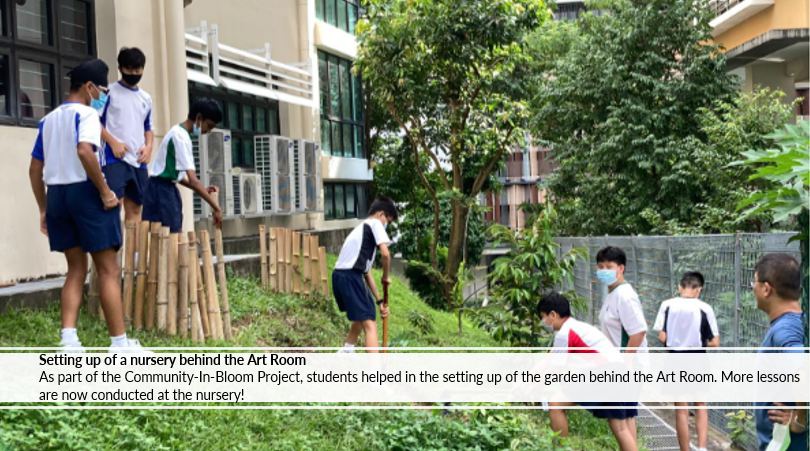 Setting up of a nursery behind the Art Room
As part of the Community-In-Bloom Project, students helped in the setting up of the garden behind the Art Room. More lessons
are now conducted at the nursery!